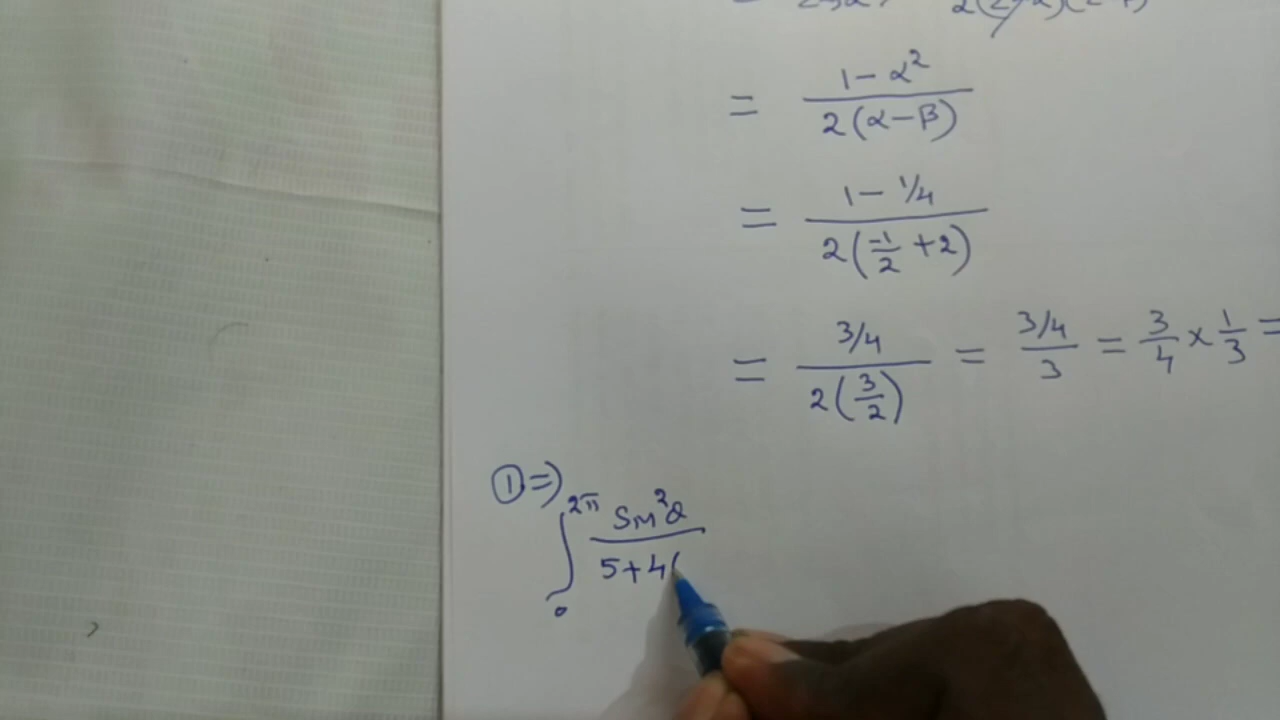 = (1 - α²) / (2(α - β))
= (1 - 1/4) / (2(-1/2 + 2))
= (3/4) / (2(3/2)) = (3/4) / 3 = 3/4 × 1/3 =
① ⇒
∫₀^2π sin²θ / (5+4(